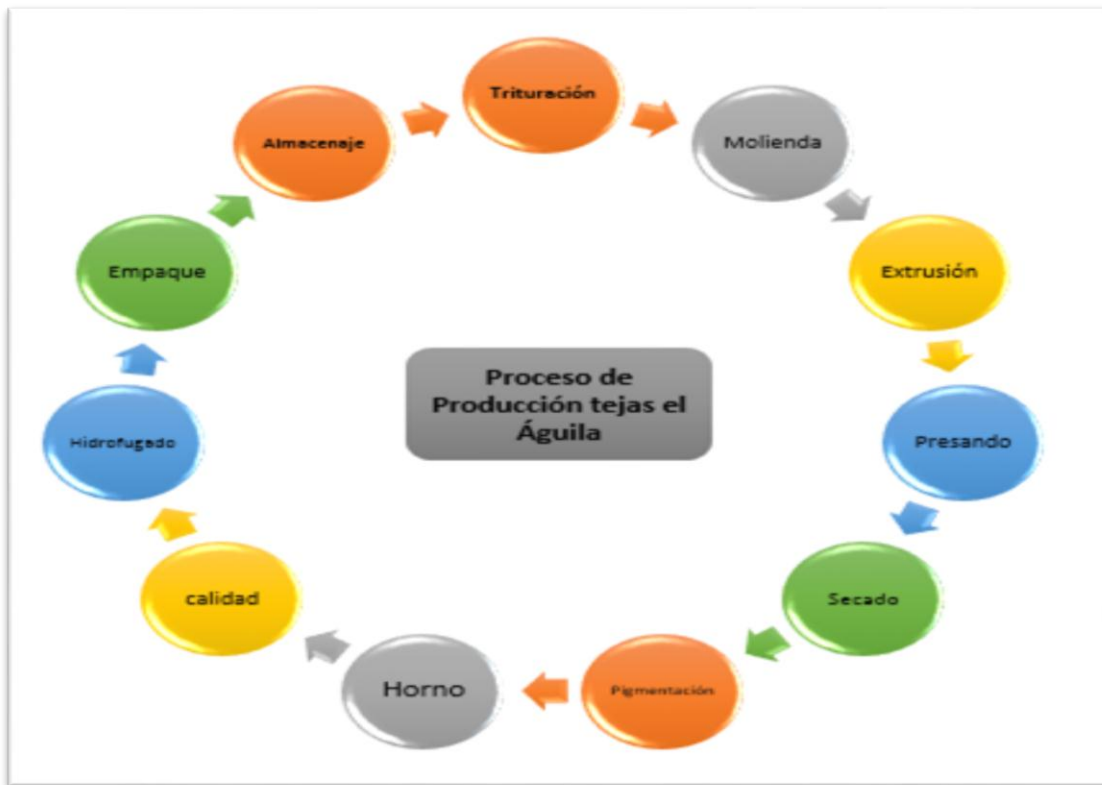 Trituración
Molienda
Extrusión
Presando
Secado
Pigmentación
Horno
calidad
Hidrofugado
Empaque
Almacenaje
Proceso de
Producción tejas el
Águila